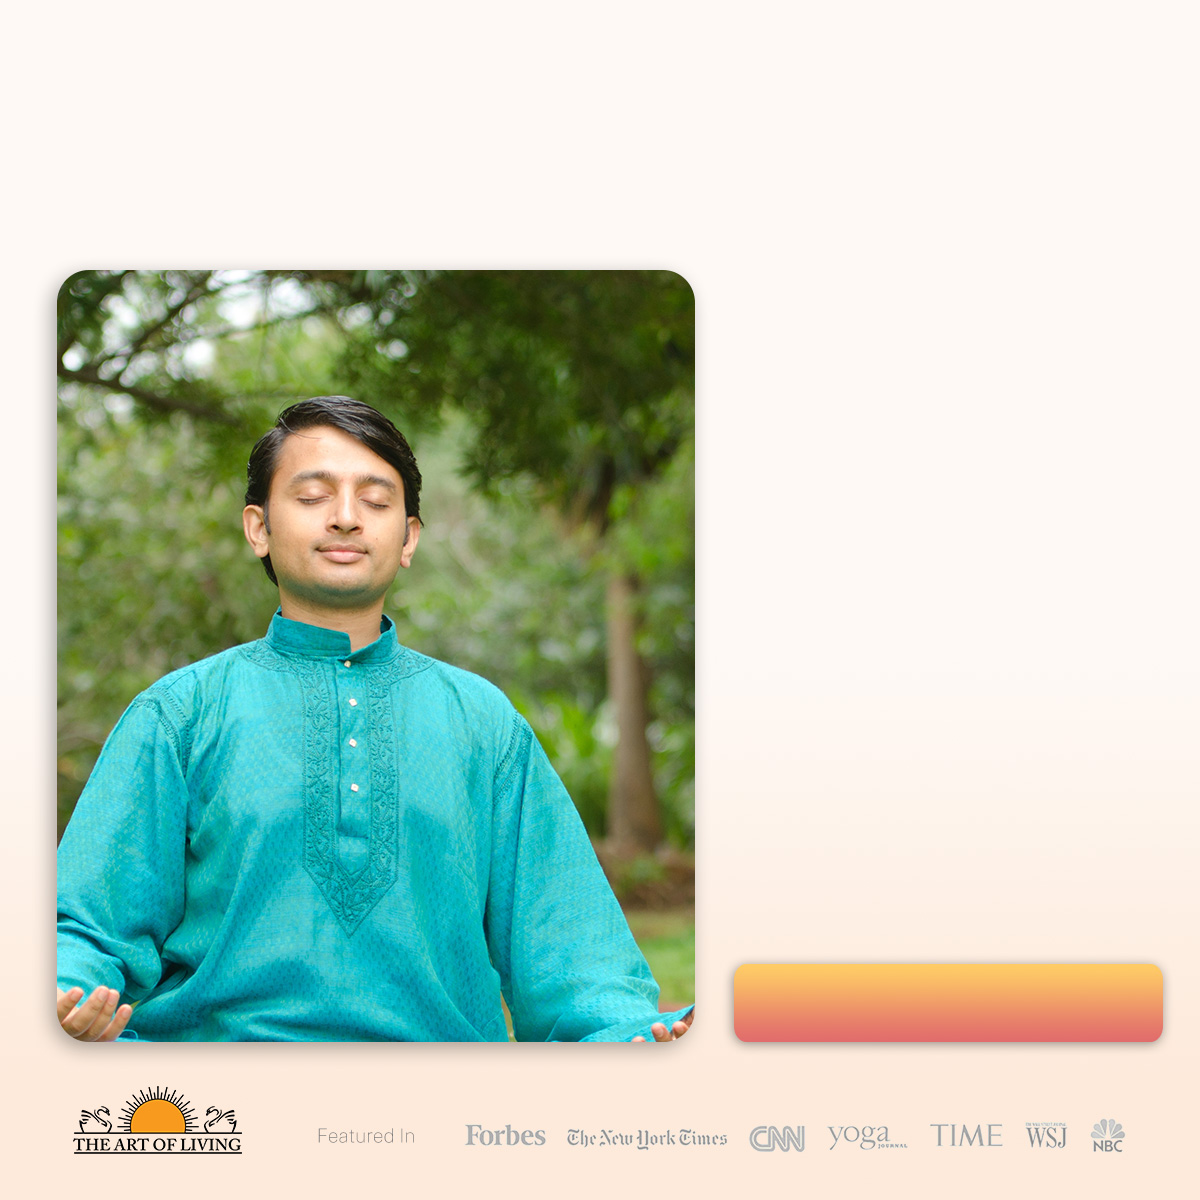 THE ART OF LIVING
Featured In
Forbes
The New York Times
CNN
yoga
JOURNAL
TIME
WSJ
NBC